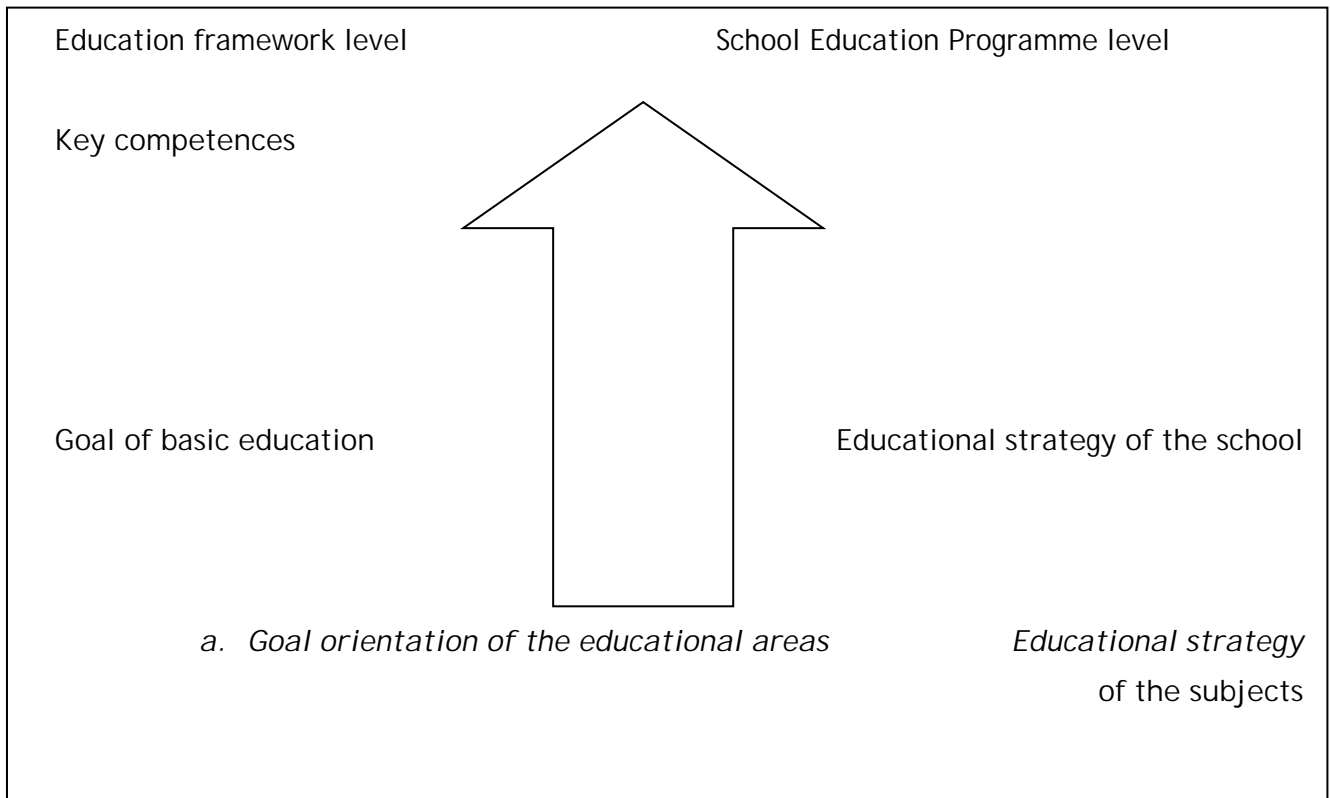 Education framework level School Education Programme level
Key competences
Goal of basic education Educational strategy of the school
a. Goal orientation of the educational areas Educational strategy
of the subjects